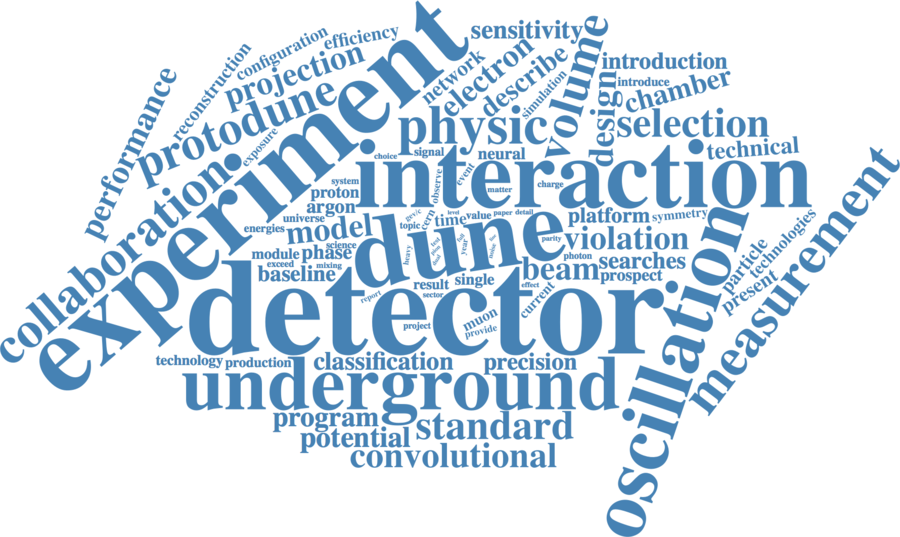 experiment
efficiency
configuration
reconstruction
projection
protodune
performance
exposure
collaboration
sensitivity
network
electron
describe
simulation
volume
design
introduction
introduce
chamber
selection
technical
physic
choice
signal
neural
interaction
system
proton
argon
universe
energies
model
science
module
phase
exceed
mixing
baseline
observe
event
matter
charge
gev/c
cern
topic
level
time
value
paper
detail
platform
symmetry
dune
heavy
year
parity
violation
photon
beam
searches
prospect
result
single
sector
effect
current
report
detector
project
muon
provide
oscillation
particle
technologies
present
measurement
technology
production
classification
precision
underground
program
potential
standard
convolutional